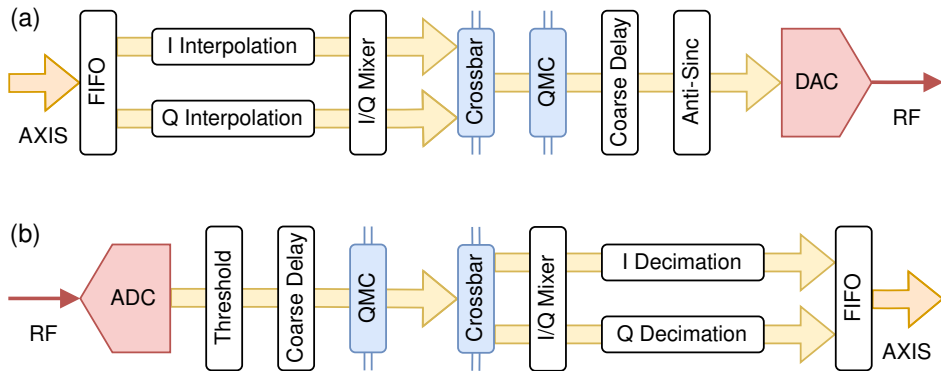 (a)
AXIS
FIFO
I Interpolation
Q Interpolation
I/Q Mixer
Crossbar
QMC
Coarse Delay
Anti-Sinc
DAC
RF
(b)
RF
ADC
Threshold
Coarse Delay
QMC
Crossbar
I/Q Mixer
I Decimation
Q Decimation
FIFO
AXIS